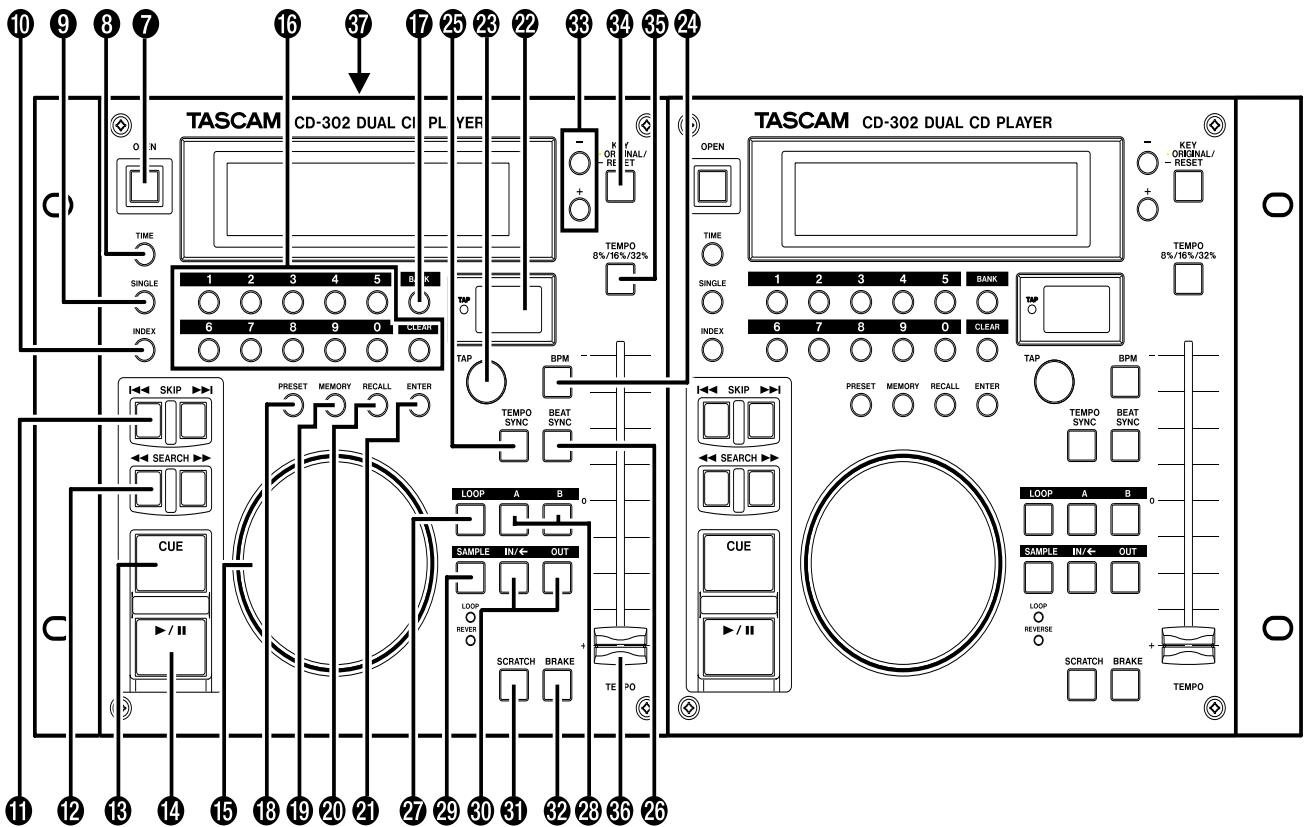 10 9 8 7 16 37 17 25 22 23 33 34 35 24
TASCAM CD-302 DUAL CD PLAYER
TASCAM CD-302 DUAL CD PLAYER
OPEN
−
+
KEY
ORIGINAL/
RESET
OPEN
−
+
KEY
ORIGINAL/
RESET
TIME
TEMPO
8%/16%/32%
TIME
TEMPO
8%/16%/32%
SINGLE
1 2 3 4 5 BANK
TAP
SINGLE
1 2 3 4 5 BANK
TAP
INDEX
6 7 8 9 0 CLEAR
INDEX
6 7 8 9 0 CLEAR
TAP
BPM
−
TAP
BPM
−
⏮ SKIP ⏭
PRESET MEMORY RECALL ENTER
⏮ SKIP ⏭
PRESET MEMORY RECALL ENTER
TEMPO
SYNC
BEAT
SYNC
TEMPO
SYNC
BEAT
SYNC
◀◀ SEARCH ▶▶
◀◀ SEARCH ▶▶
LOOP A B
0
LOOP A B
0
CUE
CUE
SAMPLE IN/← OUT
SAMPLE IN/← OUT
LOOP
REVER
LOOP
REVERSE
▶/II
▶/II
+
+
SCRATCH BRAKE
SCRATCH BRAKE
TEMPO
TEMPO
11 12 13 14 15 18 19 20 21 27 29 30 31 32 28 36 26